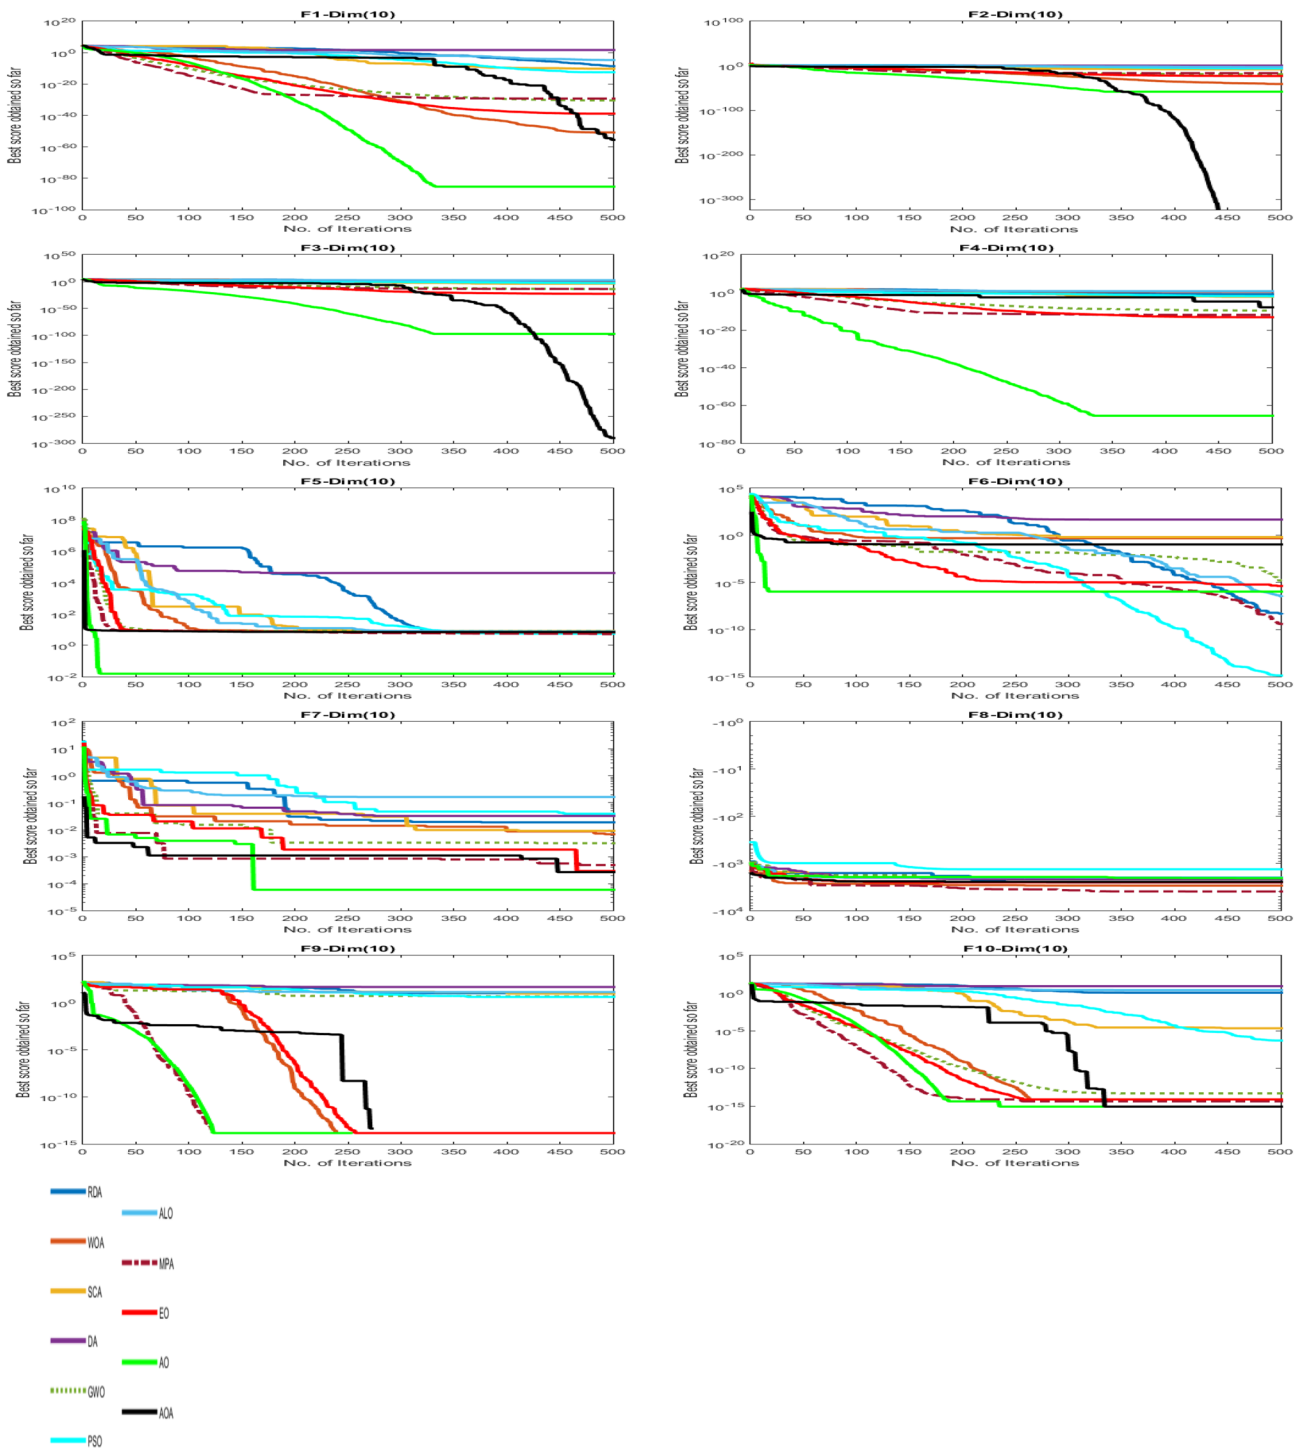 F1-Dim(10)
Best score obtained so far
10^20
10^0
10^-20
10^-40
10^-60
10^-80
10^-100
0 50 100 150 200 250 300 350 400 450 500
No. of Iterations
F2-Dim(10)
Best score obtained so far
10^100
10^0
10^-100
10^-200
10^-300
0 50 100 150 200 250 300 350 400 450 500
No. of Iterations
F3-Dim(10)
Best score obtained so far
10^50
10^0
10^-50
10^-100
10^-150
10^-200
10^-250
10^-300
0 50 100 150 200 250 300 350 400 450 500
No. of Iterations
F4-Dim(10)
Best score obtained so far
10^20
10^0
10^-20
10^-40
10^-60
10^-80
0 50 100 150 200 250 300 350 400 450 500
No. of Iterations
F5-Dim(10)
Best score obtained so far
10^10
10^8
10^6
10^4
10^2
10^0
10^-2
0 50 100 150 200 250 300 350 400 450 500
No. of Iterations
F6-Dim(10)
Best score obtained so far
10^5
10^0
10^-5
10^-10
10^-15
0 50 100 150 200 250 300 350 400 450 500
No. of Iterations
F7-Dim(10)
Best score obtained so far
10^2
10^1
10^0
10^-1
10^-2
10^-3
10^-4
10^-5
0 50 100 150 200 250 300 350 400 450 500
No. of Iterations
F8-Dim(10)
Best score obtained so far
-10^0
-10^1
-10^2
-10^3
-10^4
0 50 100 150 200 250 300 350 400 450 500
No. of Iterations
F9-Dim(10)
Best score obtained so far
10^5
10^0
10^-5
10^-10
10^-15
0 50 100 150 200 250 300 350 400 450 500
No. of Iterations
F10-Dim(10)
Best score obtained so far
10^5
10^0
10^-5
10^-10
10^-15
10^-20
0 50 100 150 200 250 300 350 400 450 500
No. of Iterations
RDA
ALO
WOA
MPA
SCA
EO
DA
AO
GWO
AOA
PSO